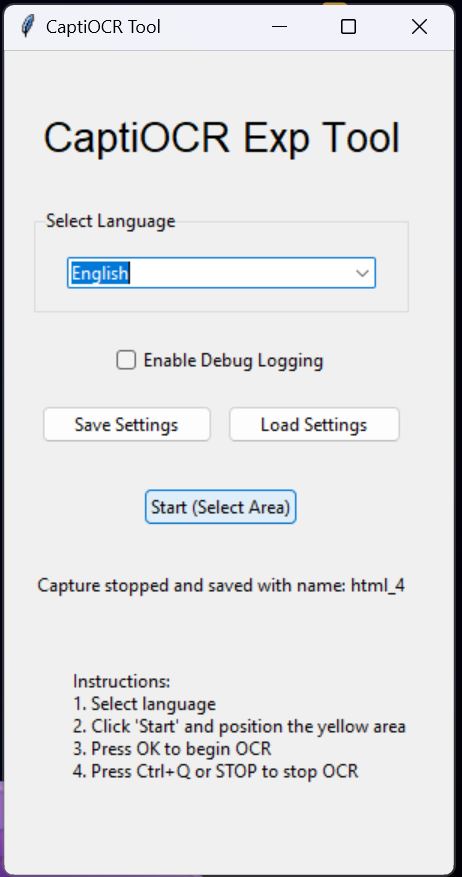 CaptiOCR Tool
CaptiOCR Exp Tool
Select Language
English
Enable Debug Logging
Save Settings
Load Settings
Start (Select Area)
Capture stopped and saved with name: html_4
Instructions:
1. Select language
2. Click 'Start' and position the yellow area
3. Press OK to begin OCR
4. Press Ctrl+Q or STOP to stop OCR